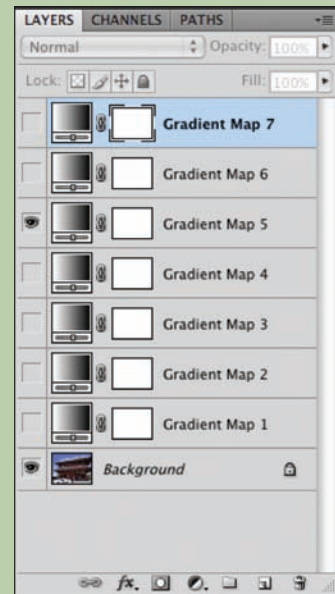 LAYERS CHANNELS PATHS
Normal Opacity: 100%
Lock: Fill: 100%
Gradient Map 7
Gradient Map 6
Gradient Map 5
Gradient Map 4
Gradient Map 3
Gradient Map 2
Gradient Map 1
Background
fx.